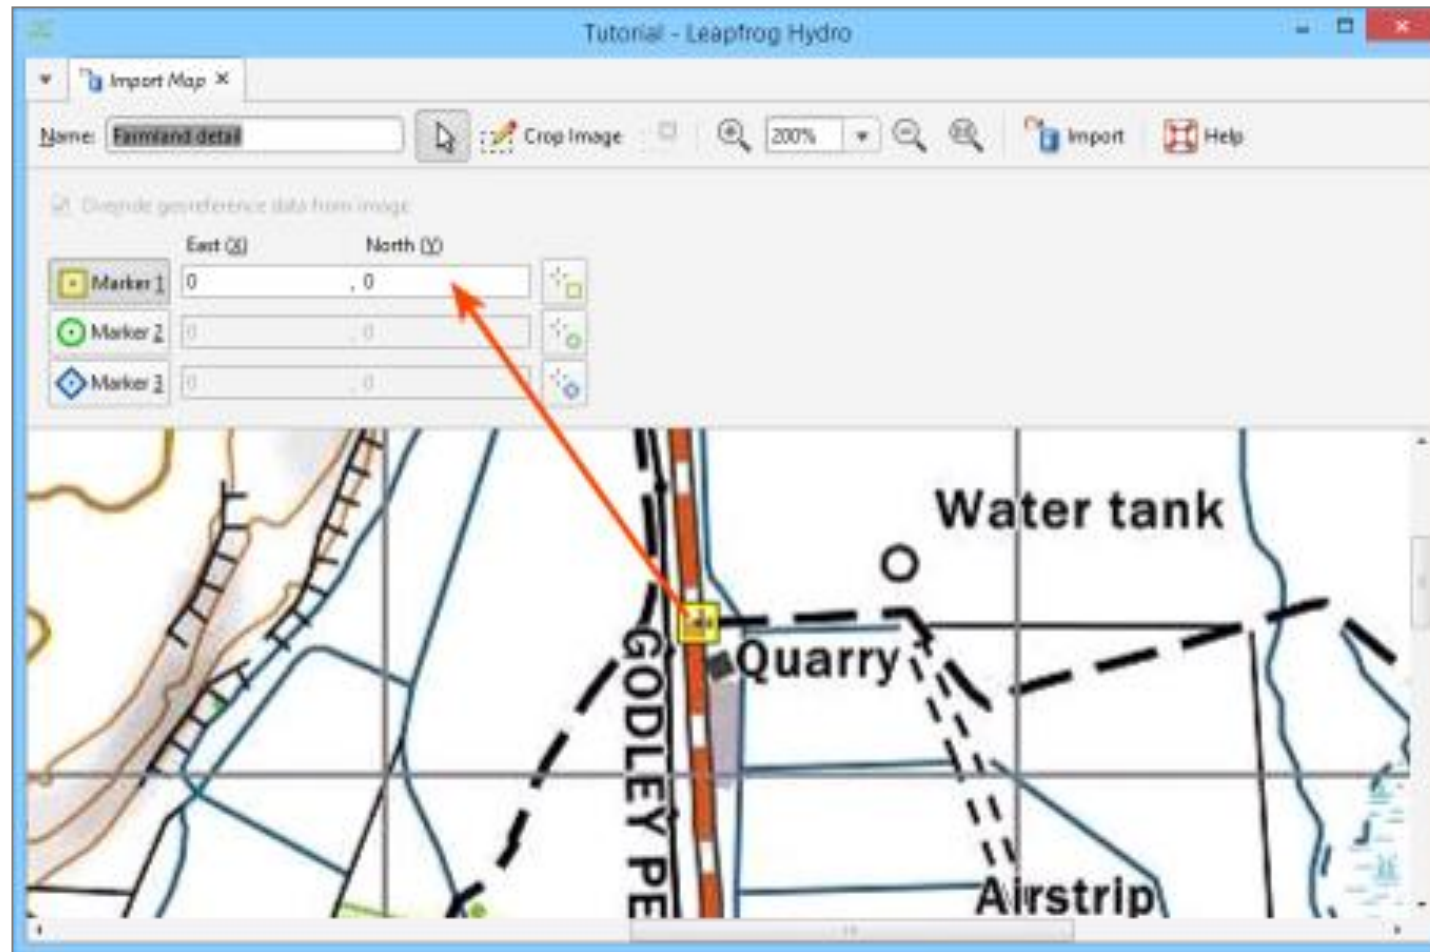 Tutorial - Leapfrog Hydro
Import Map
Name: Farmland detail Crop Image 200% Import Help
Override georeference data from image
East (X) North (Y)
Marker 1 0 , 0
Marker 2 0 , 0
Marker 3 0 , 0
Water tank
Quarry
GODLEY PE
Airstrip